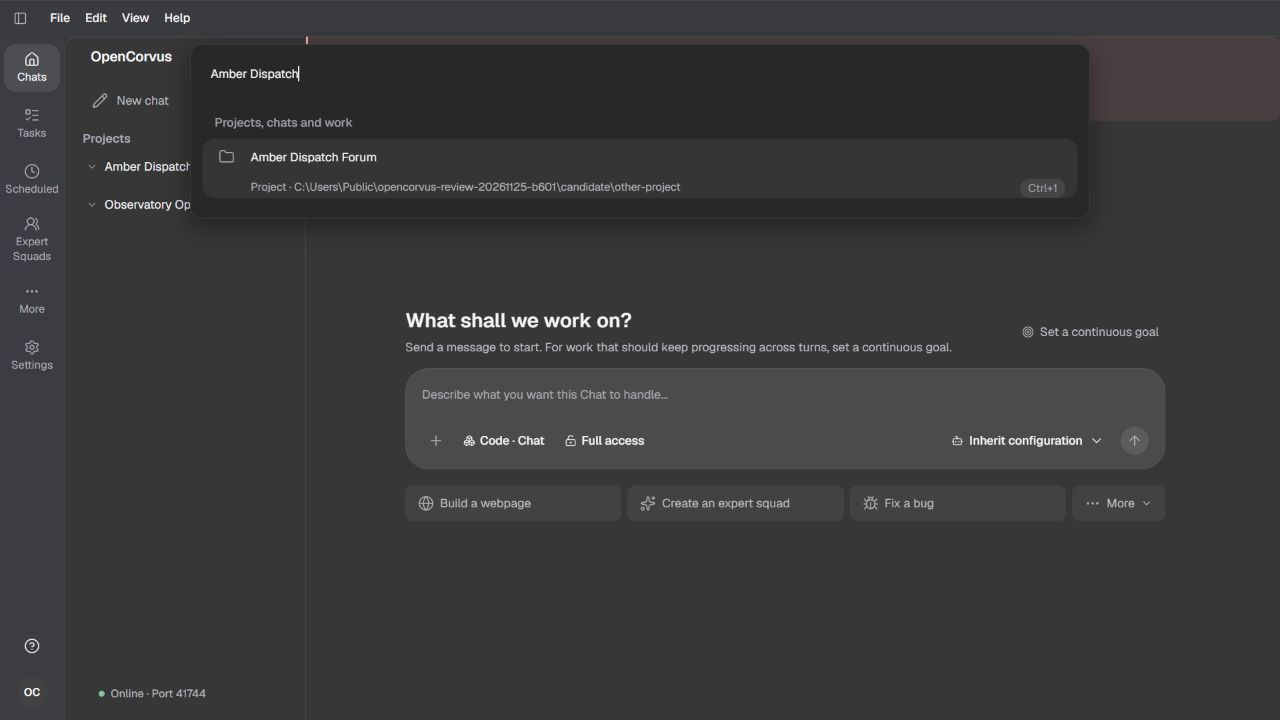 File Edit View Help
Chats
Tasks
Scheduled
Expert
Squads
More
Settings
OC
OpenCorvus
New chat
Projects
Amber Dispatch
Observatory Op
Online · Port 41744
Amber Dispatch
Projects, chats and work
Amber Dispatch Forum
Project · C:\Users\Public\opencorvus-review-20261125-b601\candidate\other-project
Ctrl+1
What shall we work on?
Send a message to start. For work that should keep progressing across turns, set a continuous goal.
Set a continuous goal
Describe what you want this Chat to handle...
Code · Chat
Full access
Inherit configuration
Build a webpage
Create an expert squad
Fix a bug
More